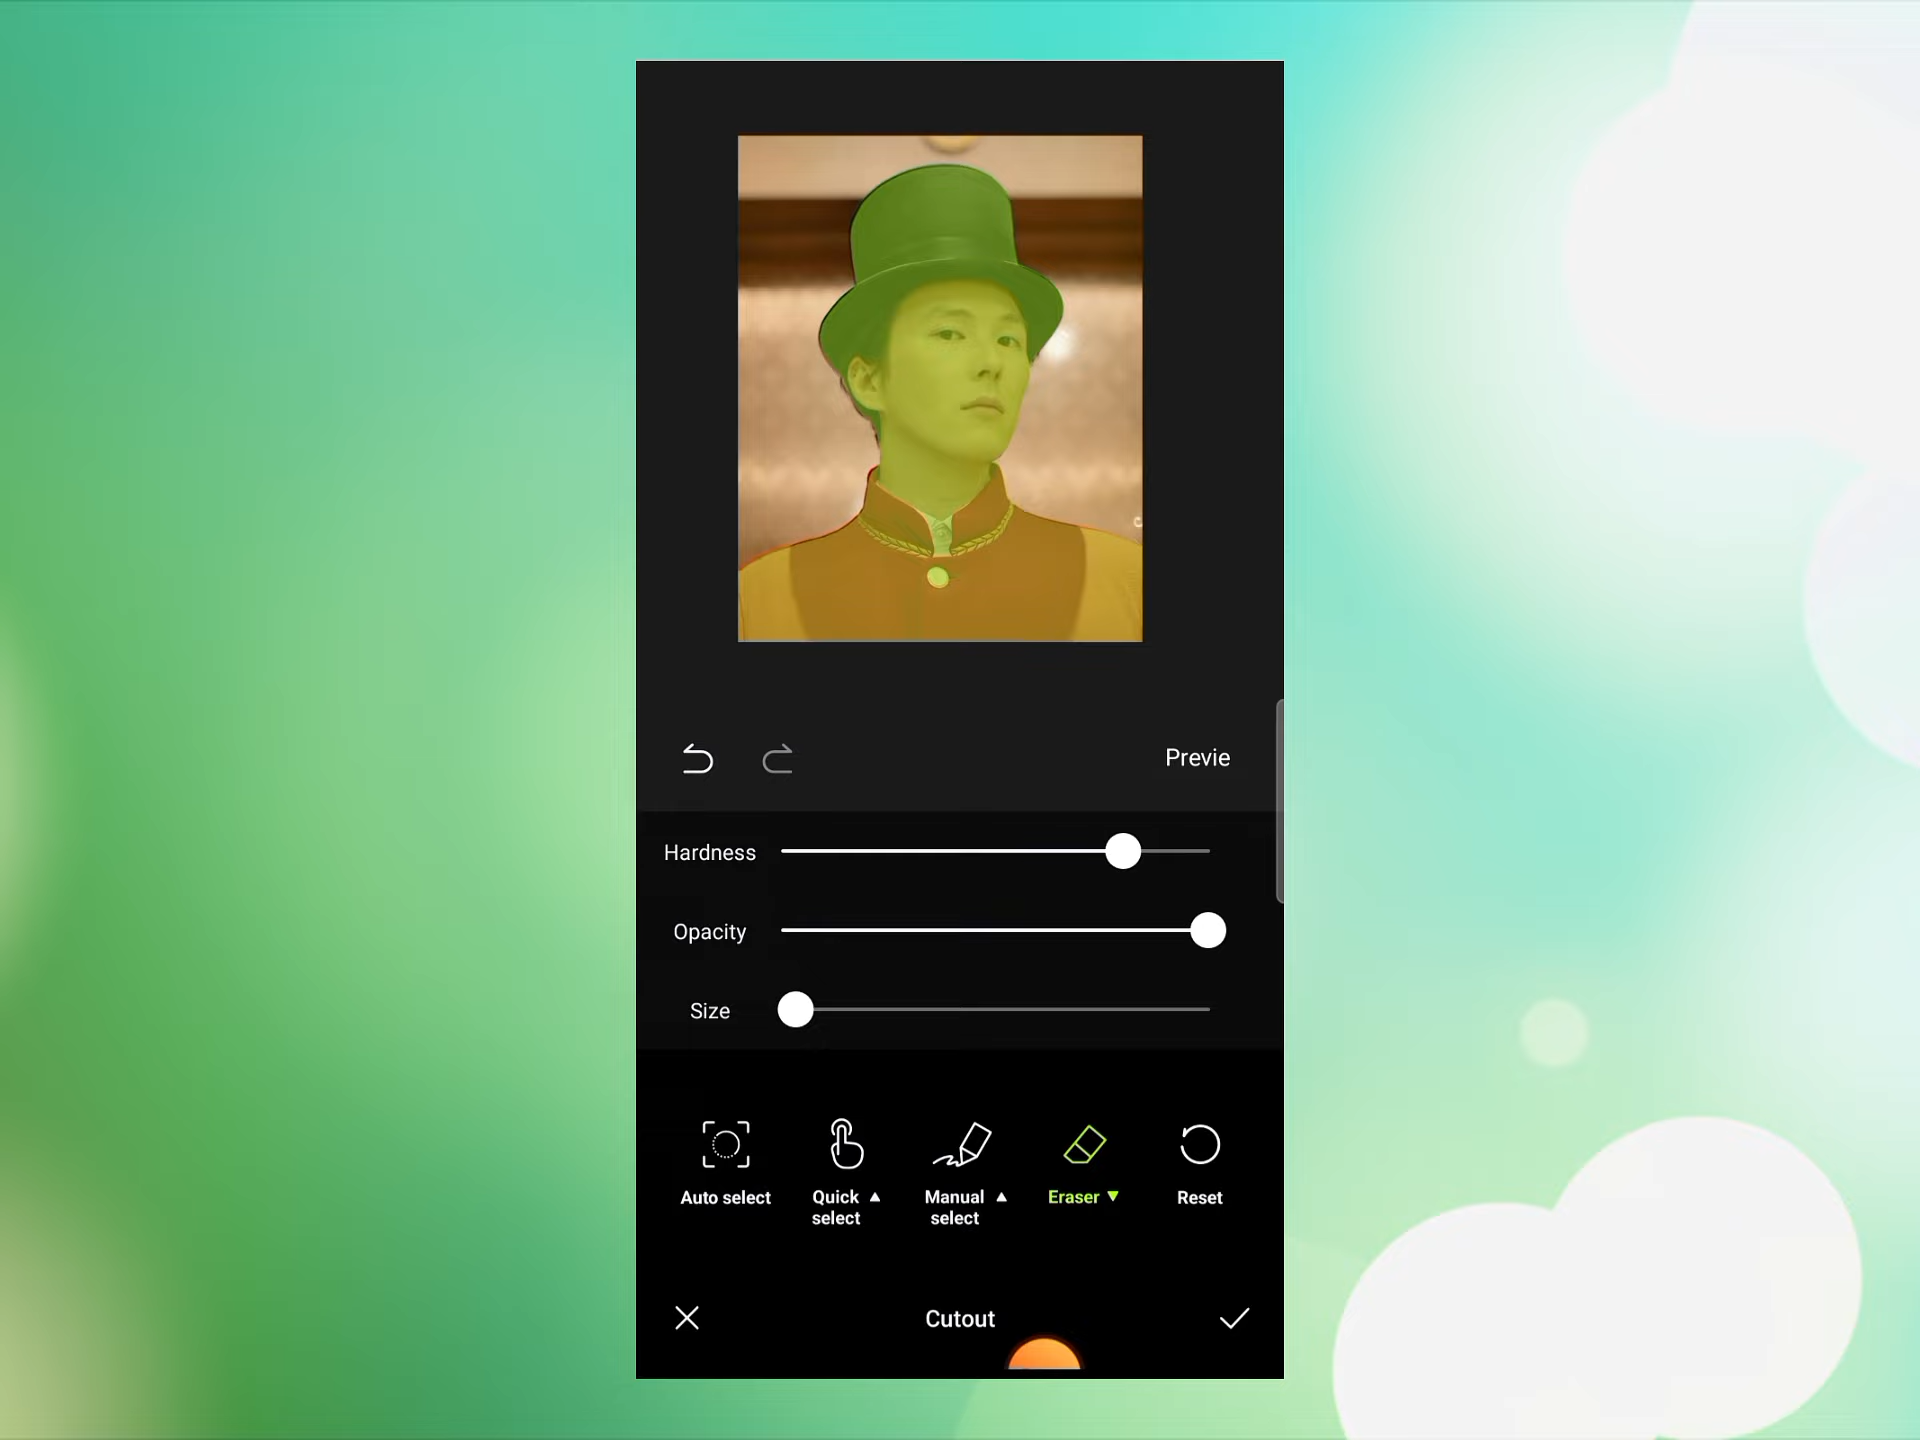 Previe
Hardness
Opacity
Size
Auto select
Quick ▲
select
Manual ▲
select
Eraser ▼
Reset
Cutout